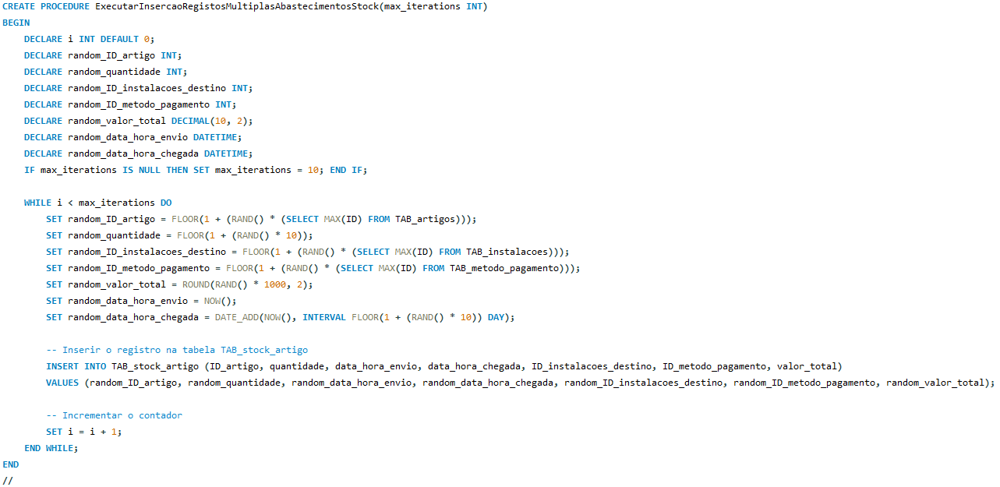 CREATE PROCEDURE ExecutarInsercaoRegistosMultiplasAbastecimentosStock(max_iterations INT)
BEGIN
    DECLARE i INT DEFAULT 0;
    DECLARE random_ID_artigo INT;
    DECLARE random_quantidade INT;
    DECLARE random_ID_instalacoes_destino INT;
    DECLARE random_ID_metodo_pagamento INT;
    DECLARE random_valor_total DECIMAL(10, 2);
    DECLARE random_data_hora_envio DATETIME;
    DECLARE random_data_hora_chegada DATETIME;
    IF max_iterations IS NULL THEN SET max_iterations = 10; END IF;

    WHILE i < max_iterations DO
        SET random_ID_artigo = FLOOR(1 + (RAND() * (SELECT MAX(ID) FROM TAB_artigos)));
        SET random_quantidade = FLOOR(1 + (RAND() * 10));
        SET random_ID_instalacoes_destino = FLOOR(1 + (RAND() * (SELECT MAX(ID) FROM TAB_instalacoes)));
        SET random_ID_metodo_pagamento = FLOOR(1 + (RAND() * (SELECT MAX(ID) FROM TAB_metodo_pagamento)));
        SET random_valor_total = ROUND(RAND() * 1000, 2);
        SET random_data_hora_envio = NOW();
        SET random_data_hora_chegada = DATE_ADD(NOW(), INTERVAL FLOOR(1 + (RAND() * 10)) DAY);

        -- Inserir o registro na tabela TAB_stock_artigo
        INSERT INTO TAB_stock_artigo (ID_artigo, quantidade, data_hora_envio, data_hora_chegada, ID_instalacoes_destino, ID_metodo_pagamento, valor_total)
        VALUES (random_ID_artigo, random_quantidade, random_data_hora_envio, random_data_hora_chegada, random_ID_instalacoes_destino, random_ID_metodo_pagamento, random_valor_total);

        -- Incrementar o contador
        SET i = i + 1;
    END WHILE;
END
//